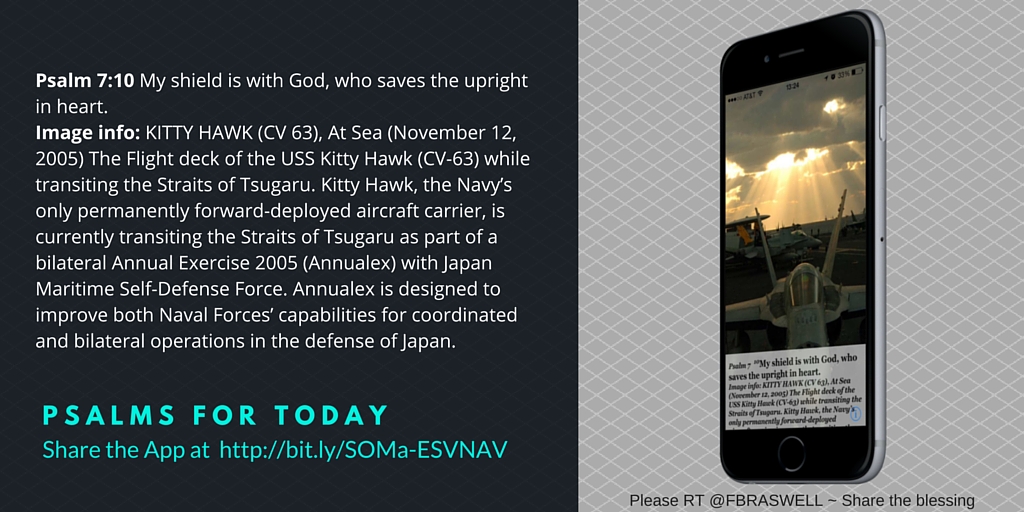 Psalm 7:10 My shield is with God, who saves the upright
in heart.
Image info: KITTY HAWK (CV 63), At Sea (November 12,
2005) The Flight deck of the USS Kitty Hawk (CV-63) while
transiting the Straits of Tsugaru. Kitty Hawk, the Navy’s
only permanently forward-deployed aircraft carrier, is
currently transiting the Straits of Tsugaru as part of a
bilateral Annual Exercise 2005 (Annualex) with Japan
Maritime Self-Defense Force. Annualex is designed to
improve both Naval Forces’ capabilities for coordinated
and bilateral operations in the defense of Japan.
PSALMS FOR TODAY
Share the App at http://bit.ly/SOMa-ESVNAV
AT&T 13:24 33%
Psalm 7 ¹⁰My shield is with God, who
saves the upright in heart.
Image info: KITTY HAWK (CV 63), At Sea
(November 12, 2005) The Flight deck of the
USS Kitty Hawk (CV-63) while transiting the
Straits of Tsugaru. Kitty Hawk, the Navy’s
only permanently forward-deployed
Please RT @FBRASWELL ~ Share the blessing